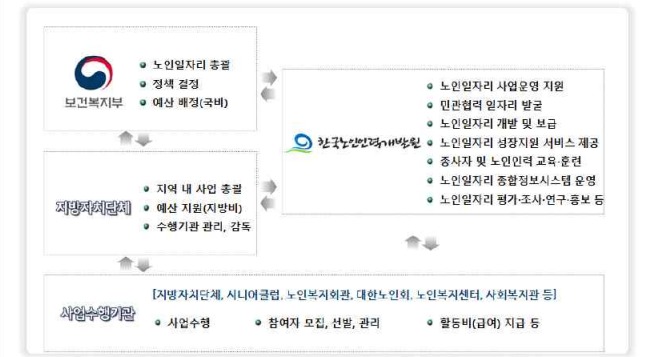 보건복지부
노인일자리 총괄
정책 결정
예산 배정(국비)
한국노인인력개발원
노인일자리 사업운영 지원
민관협력 일자리 발굴
노인일자리 개발 및 보급
노인일자리 성장지원 서비스 제공
종사자 및 노인인력 교육·훈련
노인일자리 종합정보시스템 운영
노인일자리 평가·조사·연구·홍보 등
지방자치단체
지역 내 사업 총괄
예산 지원(지방비)
수행기관 관리, 감독
사업수행기관
[지방자치단체, 시니어클럽, 노인복지회관, 대한노인회, 노인복지센터, 사회복지관 등]
사업수행
참여자 모집, 선발, 관리
활동비(급여) 지급 등